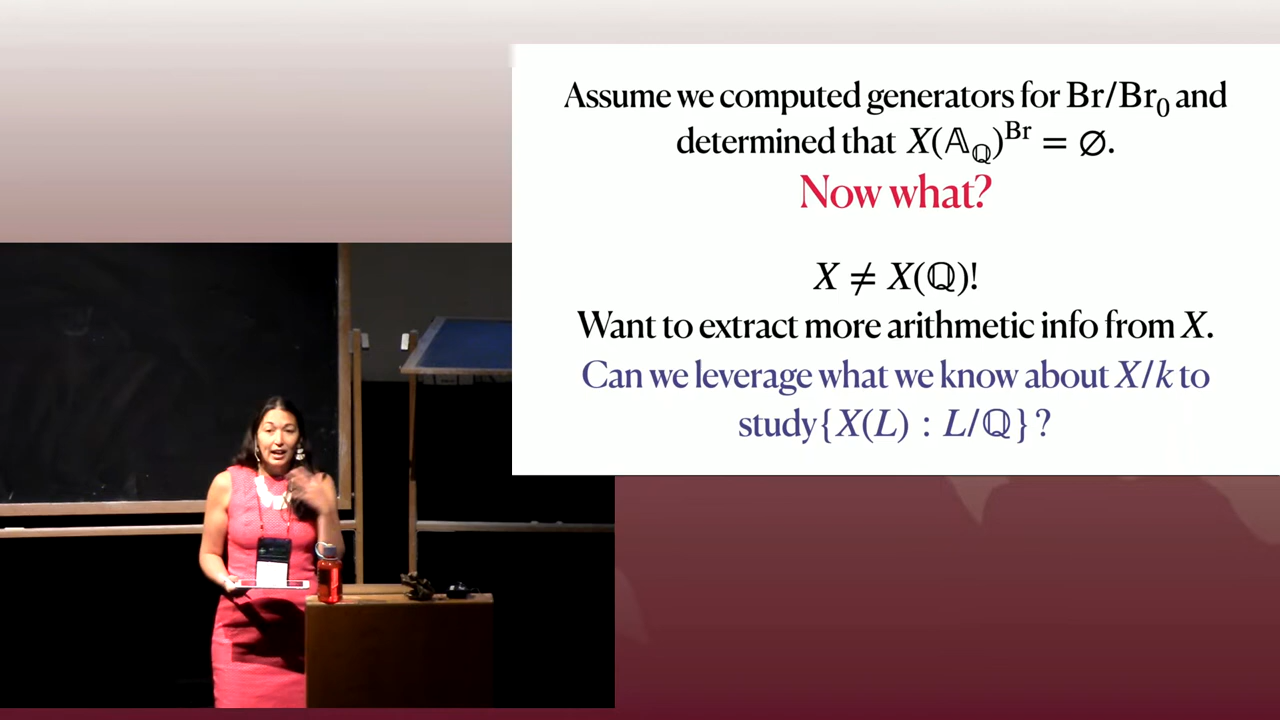 Assume we computed generators for Br/Br₀ and
determined that X(𝔸_ℚ)^Br = ∅.
Now what?
X ≠ X(ℚ)!
Want to extract more arithmetic info from X.
Can we leverage what we know about X/k to
study{X(L) : L/ℚ}?